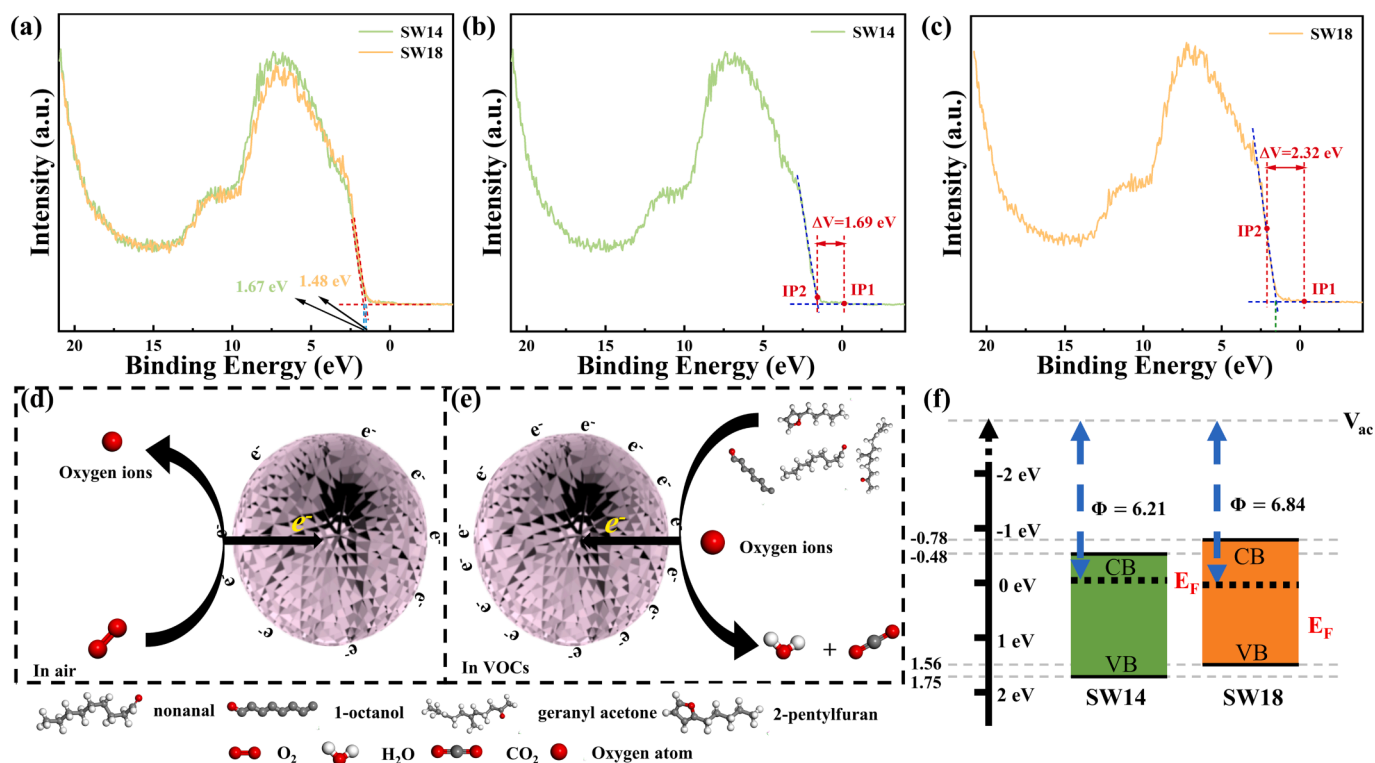 (a)
SW14
SW18
1.67 eV
1.48 eV
Intensity (a.u.)
20 15 10 5 0
Binding Energy (eV)
(b)
SW14
ΔV=1.69 eV
IP2
IP1
Intensity (a.u.)
20 15 10 5 0
Binding Energy (eV)
(c)
SW18
ΔV=2.32 eV
IP2
IP1
Intensity (a.u.)
20 15 10 5 0
Binding Energy (eV)
(d)
Oxygen ions
e-
e-
e-
e-
e-
e-
e-
e-
e-
e-
e-
In air
(e)
e-
e-
e-
e-
e-
e-
e-
e-
e-
e-
e-
Oxygen ions
+
In VOCs
nonanal
1-octanol
geranyl acetone
2-pentylfuran
O2
H2O
CO2
Oxygen atom
(f)
Vac
-2 eV
-1 eV
0 eV
1 eV
2 eV
-0.78
-0.48
1.56
1.75
Φ = 6.21
Φ = 6.84
CB
CB
EF
EF
VB
VB
SW14
SW18